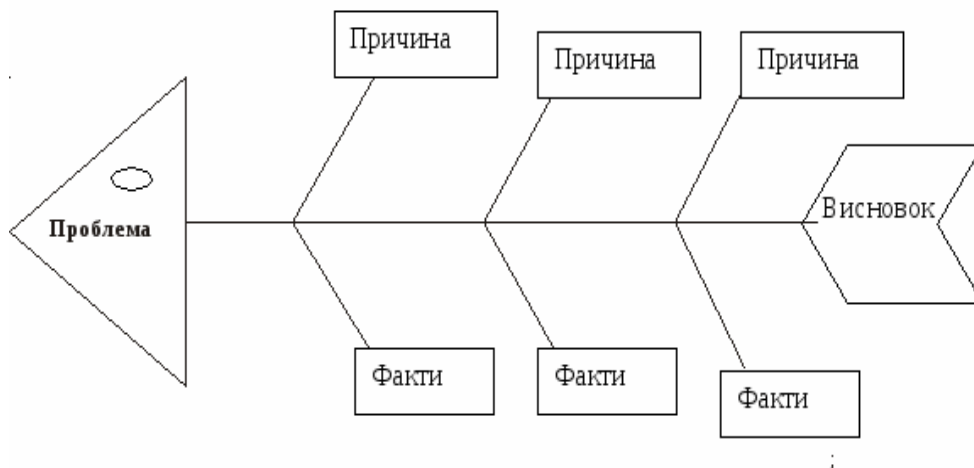 Причина
Причина
Причина
Проблема
Висновок
Факти
Факти
Факти